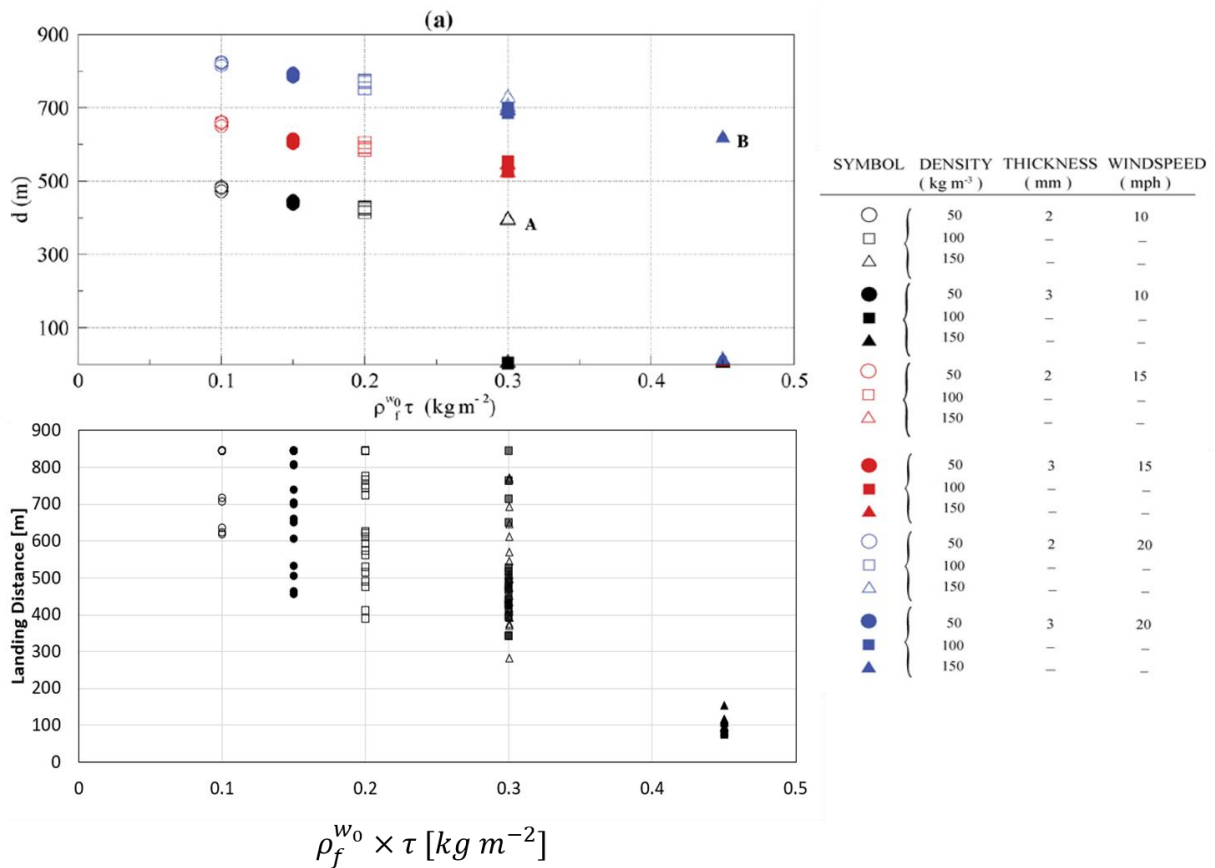 (a)
900
700
500
300
100
d (m)
A
B
0 0.1 0.2 0.3 0.4 0.5
ρ_f^{w_0} τ (kg m⁻²)
900
800
700
600
500
400
300
200
100
0
Landing Distance [m]
0 0.1 0.2 0.3 0.4 0.5
ρ_f^{w_0} × τ [kg m⁻²]
SYMBOL DENSITY THICKNESS WINDSPEED
( kg m⁻³ ) ( mm ) ( mph )
50 2 10
100 – –
150 – –
50 3 10
100 – –
150 – –
50 2 15
100 – –
150 – –
50 3 15
100 – –
150 – –
50 2 20
100 – –
150 – –
50 3 20
100 – –
150 – –